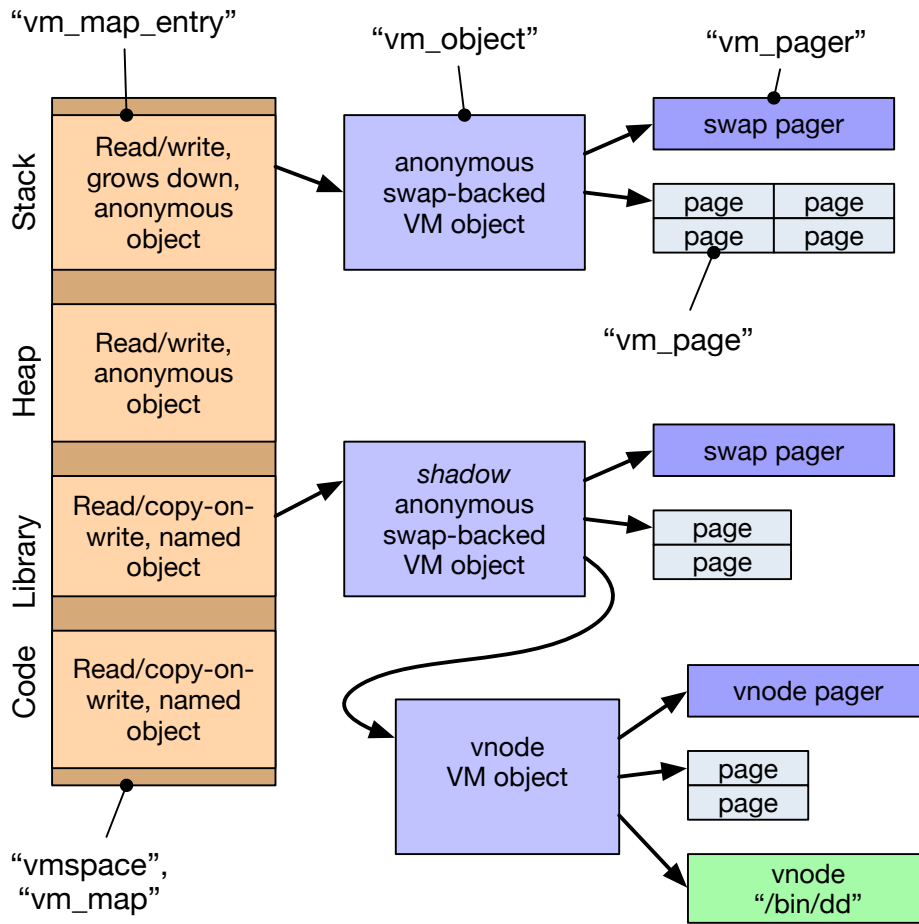 “vm_map_entry”
“vm_object”
“vm_pager”
Stack
Read/write,
grows down,
anonymous
object
anonymous
swap-backed
VM object
swap pager
page page
page page
“vm_page”
Heap
Read/write,
anonymous
object
Library
Read/copy-on-
write, named
object
shadow
anonymous
swap-backed
VM object
swap pager
page
page
Code
Read/copy-on-
write, named
object
vnode
VM object
vnode pager
page
page
vnode
“/bin/dd”
“vmspace”,
“vm_map”